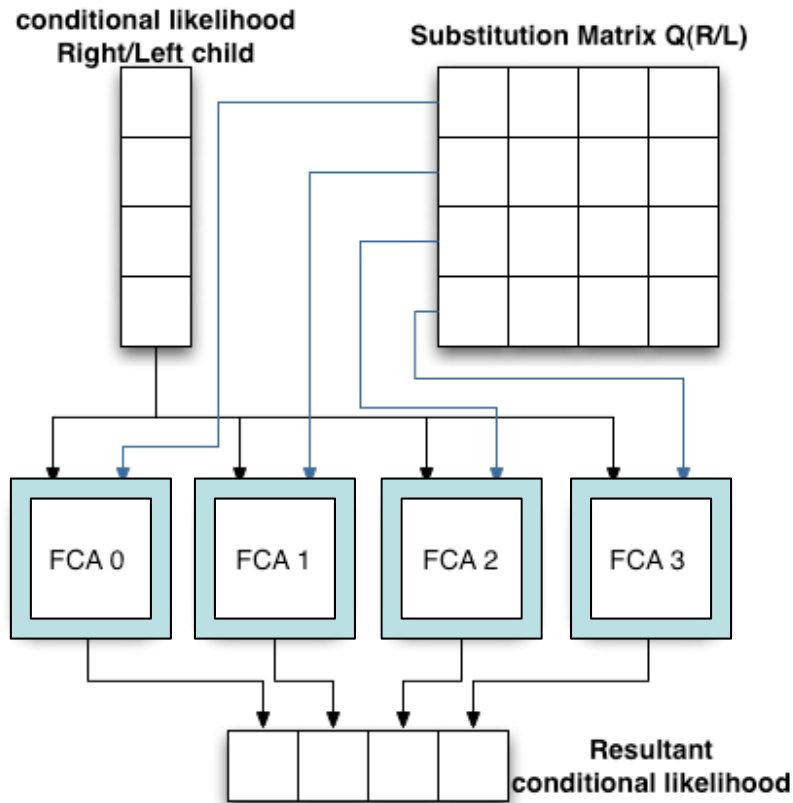 conditional likelihood
Right/Left child
Substitution Matrix Q(R/L)
FCA 0
FCA 1
FCA 2
FCA 3
Resultant
conditional likelihood